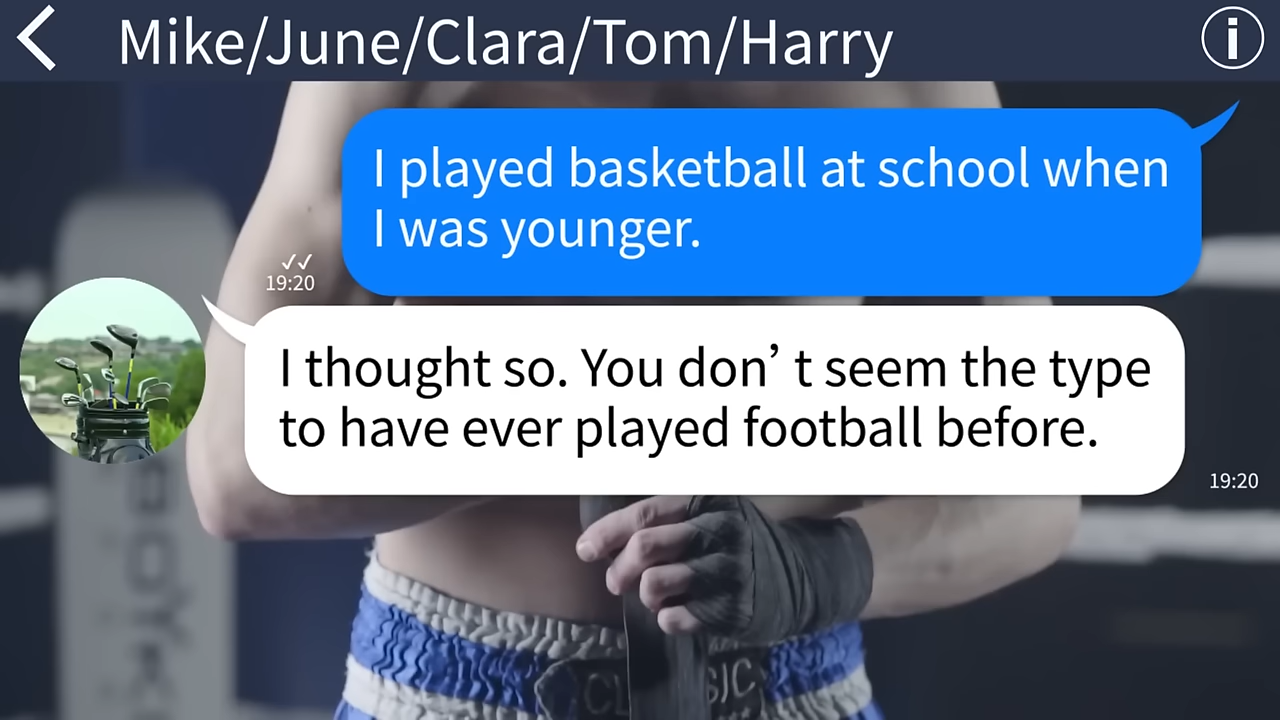 Mike/June/Clara/Tom/Harry
I played basketball at school when
I was younger.
19:20
I thought so. You don’t seem the type
to have ever played football before.
19:20